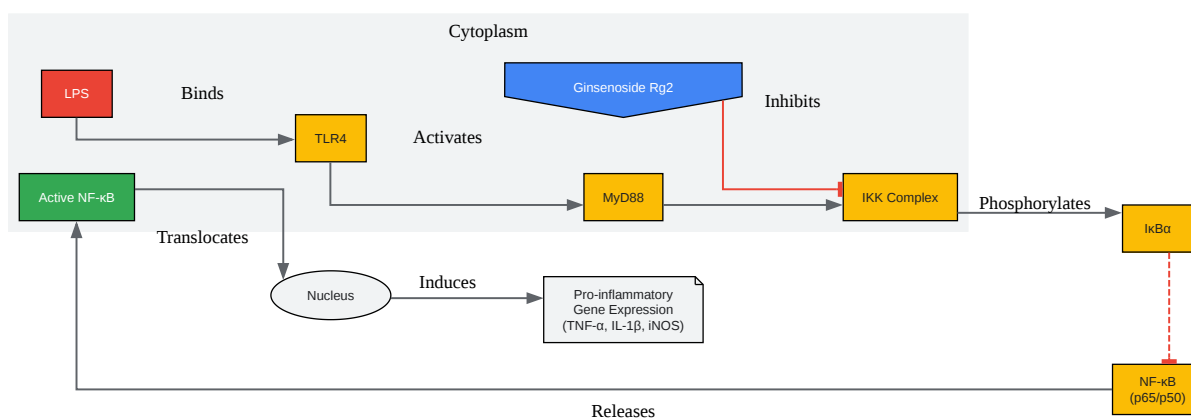 Cytoplasm
LPS
Binds
Ginsenoside Rg2
Inhibits
TLR4
Activates
Active NF-κB
MyD88
IKK Complex
Phosphorylates
IκBα
Translocates
Nucleus
Induces
Pro-inflammatory
Gene Expression
(TNF-α, IL-1β, iNOS)
NF-κB
(p65/p50)
Releases